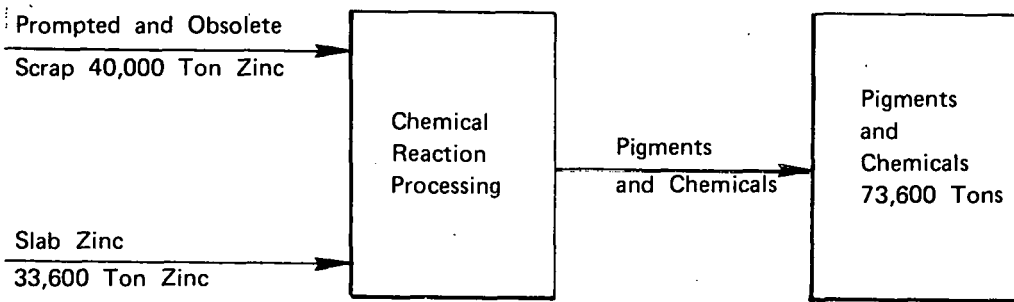 Prompted and Obsolete
Scrap 40,000 Ton Zinc
Slab Zinc
33,600 Ton Zinc
Chemical
Reaction
Processing
Pigments
and Chemicals
Pigments
and
Chemicals
73,600 Tons